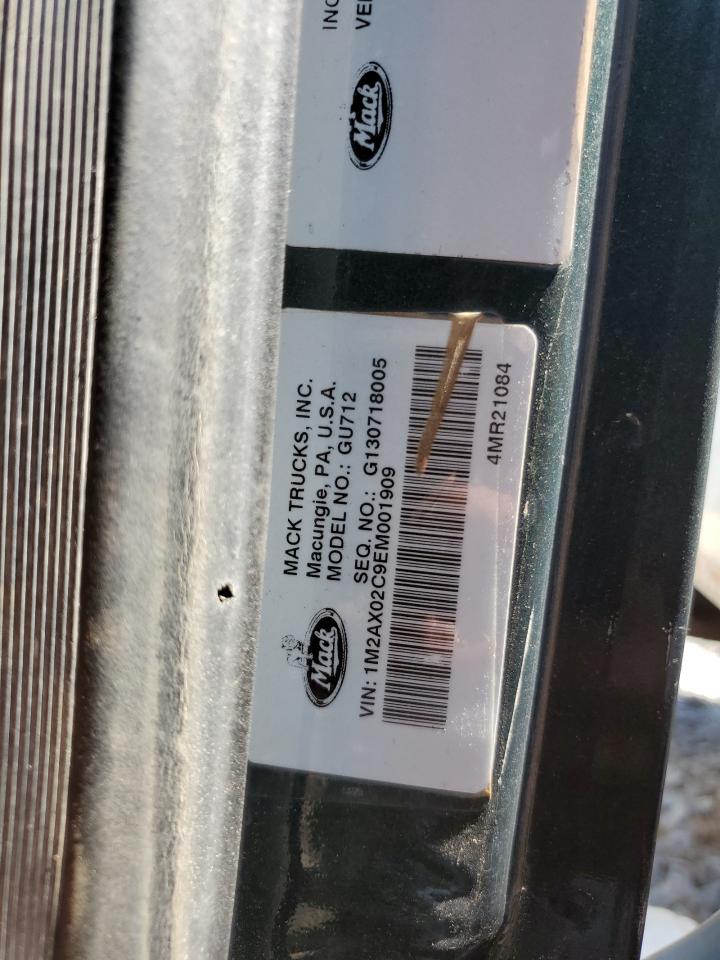 MACK TRUCKS, INC.
Macungie, PA, U.S.A.
MODEL NO.: GU712
SEQ. NO.: G130718005
Mack
VIN: 1M2AX02C9EM001909
4MR21084
INC
VE
Mack